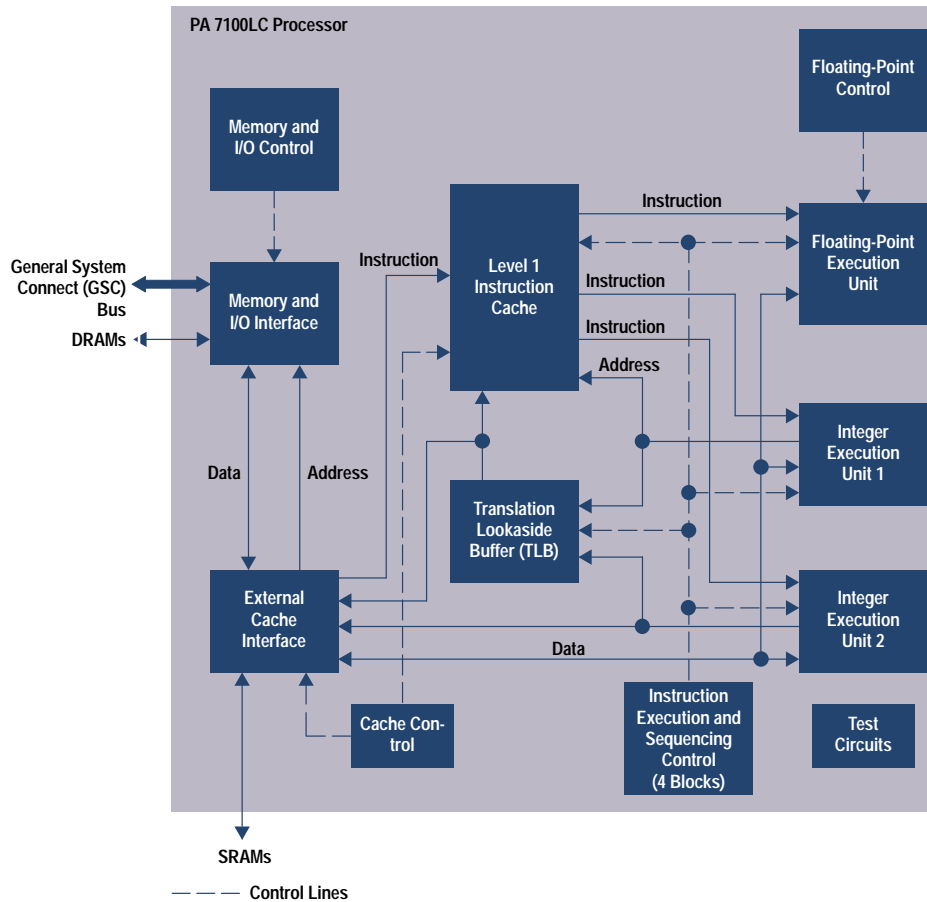 PA 7100LC Processor
Floating-Point
Control
Memory and
I/O Control
Instruction
Floating-Point
Execution
Unit
Level 1
Instruction
Cache
Instruction
General System
Connect (GSC)
Bus
Memory and
I/O Interface
Instruction
Instruction
DRAMs
Address
Integer
Execution
Unit 1
Data
Address
Translation
Lookaside
Buffer (TLB)
External
Cache
Interface
Integer
Execution
Unit 2
Data
Cache Con-
trol
Instruction
Execution and
Sequencing
Control
(4 Blocks)
Test
Circuits
SRAMs
Control Lines